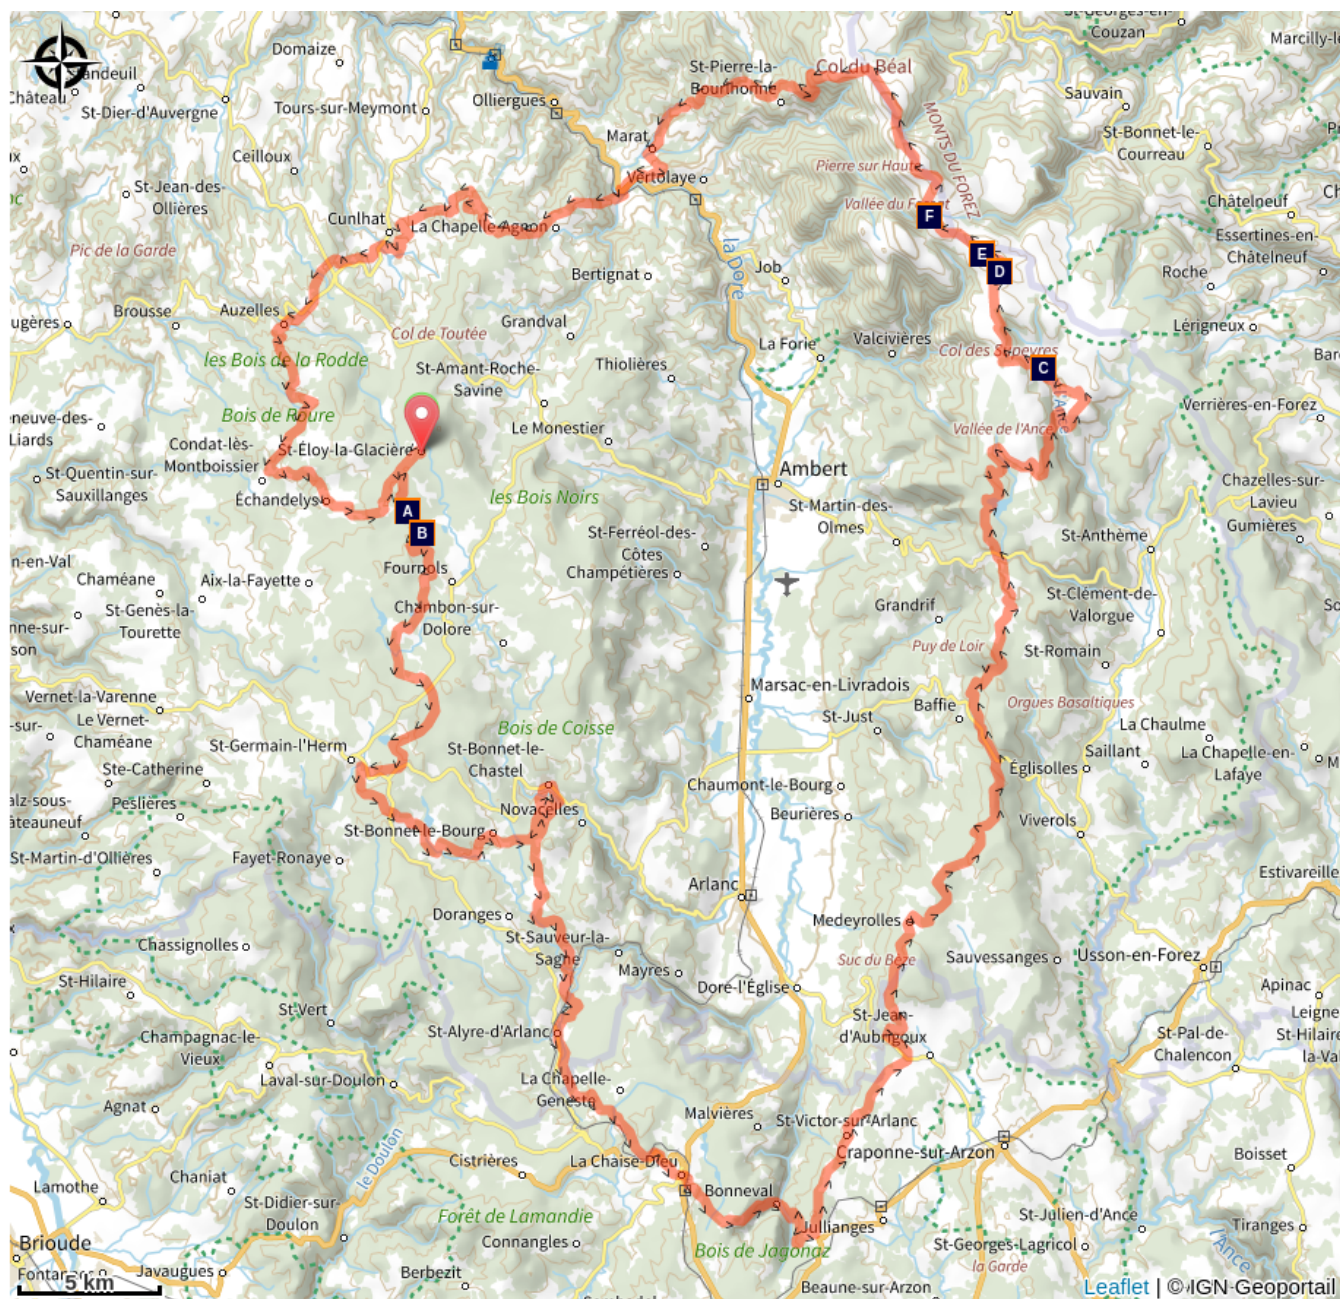 St-Georges-en-
Couzan
Marcilly-le
Domaize
andeuil
Château
St-Dier-d'Auvergne
Tours-sur-Meymont
Olliergues
St-Pierre-la-
Bourlhonne
Col du Béal
Sauvain
St-Bonnet-le-
Courreau
Marat
Ceilloux
MONTS DU FOREZ
Pierre sur Haute
Vertolaye
St-Jean-des-
Ollières
Cunlhat
La Chapelle-Agnon
F
Châtelneuf
Essertines-en-
Châtelneuf
Pic de la Garde
la Dore
E
D
Job
Bertignat
Roche
Brousse
Auzelles
Grandval
Col de Toutée
Lérigneux
ugères
les Bois de la Rodde
La Forie
Valcivières
Col des Supeyres
C
Thiolières
St-Amant-Roche-
Savine
Bois de Roure
Verrières-en-Forez
Le Monestier
Vallée de l'Ance
Condat-lès-
Montboissier
St-Éloy-la-Glacière
St-Quentin-sur-
Sauxillanges
Ambert
Échandelys
les Bois Noirs
Chazelles-sur-
Lavieu
A
B
St-Martin-des-
Olmes
Gumières
St-Ferréol-des-
Côtes
Champétières
St-Anthème
Fournols
n-en-Val
Chaméane
Aix-la-Fayette
St-Genès-la-
Tourette
Chambon-sur-
Dolore
Grandrif
St-Clément-de-
Valorgue
Puy de Loir
St-Romain
Vernet-la-Varenne
Marsac-en-Livradois
Baffie
Orgues Basaltiques
Le Vernet-
Chaméane
Bois de Coisse
St-Just
La Chaulme
St-Germain-l'Herm
St-Bonnet-le-
Chastel
Saillant
La Chapelle-en-
Lafaye
Ste-Catherine
Églisolles
Chaumont-le-Bourg
Peslières
Novacelles
Beurières
Viverols
St-Bonnet-le-Bourg
St-Martin-d'Ollières
Fayet-Ronaye
Estivareille
Arlanc
Doranges
Medeyrolles
St-Sauveur-la-
Sagne
Chassignolles
Suc du Bèze
Sauvessanges
Usson-en-Forez
Mayres
St-Hilaire
Dore-l'Église
Apinac
St-Vert
St-Jean-
d'Aubrigoux
St-Alyre-d'Arlanc
Champagnac-le-
Vieux
St-Pal-de-
Chalencon
Laval-sur-Doulon
La Chapelle-
Geneste
Agnat
Malvières
St-Victor-sur-Arlanc
le Doulon
Craponne-sur-Arzon
Cistrières
La Chaise-Dieu
Boisset
Chaniat
Lamothe
Bonneval
St-Didier-sur-
Doulon
Forêt de Lamandie
St-Julien-d'Ance
Jullianges
Tiranges
Connangles
Bois de Jagonaz
St-Georges-Lagricol
Brioude
l'Ance
la Garde
Javaugues
Berbezit
5 km
Beaune-sur-Arzon
Leaflet | © IGN-Geoportail